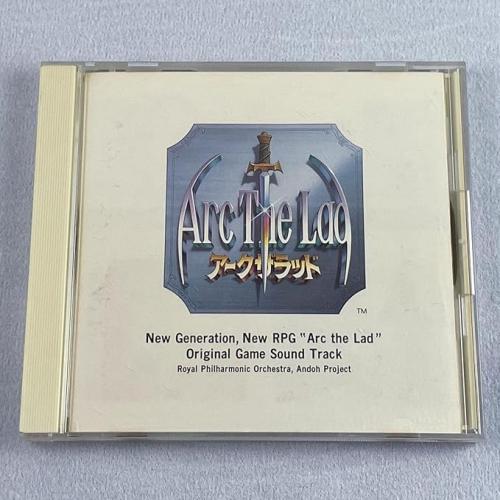 Arc The Lad
アークザラッド
TM
New Generation, New RPG "Arc the Lad"
Original Game Sound Track
Royal Philharmonic Orchestra, Andoh Project